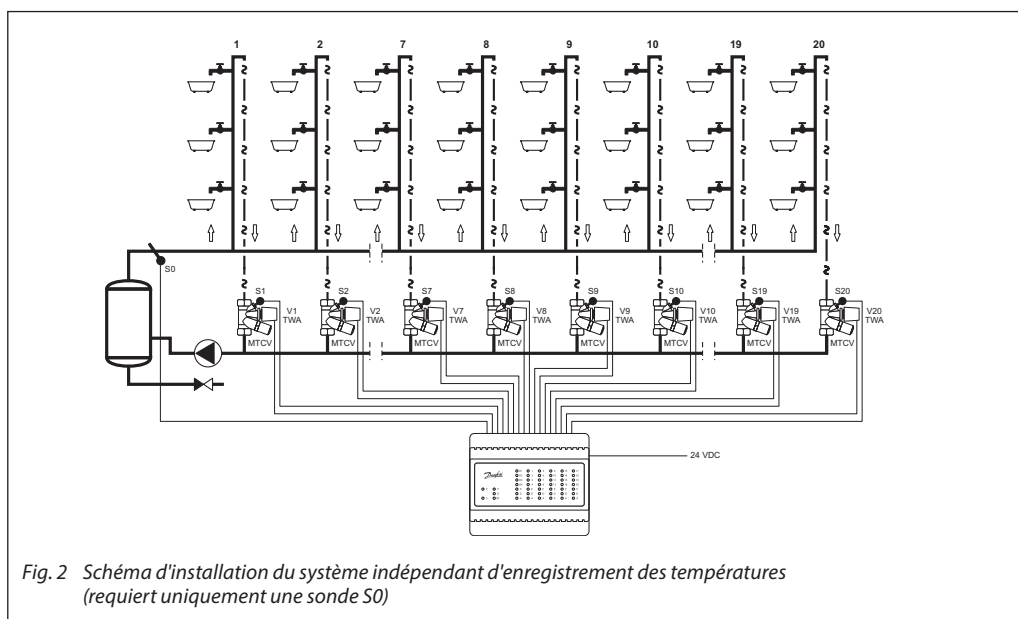 1 2 7 8 9 10 19 20
S0
S1 S2 S7 S8 S9 S10 S19 S20
V1 V2 V7 V8 V9 V10 V19 V20
TWA TWA TWA TWA TWA TWA TWA TWA
MTCV MTCV MTCV MTCV MTCV MTCV MTCV MTCV
24 VDC
Danfoss
Fig. 2 Schéma d'installation du système indépendant d'enregistrement des températures
(requiert uniquement une sonde S0)